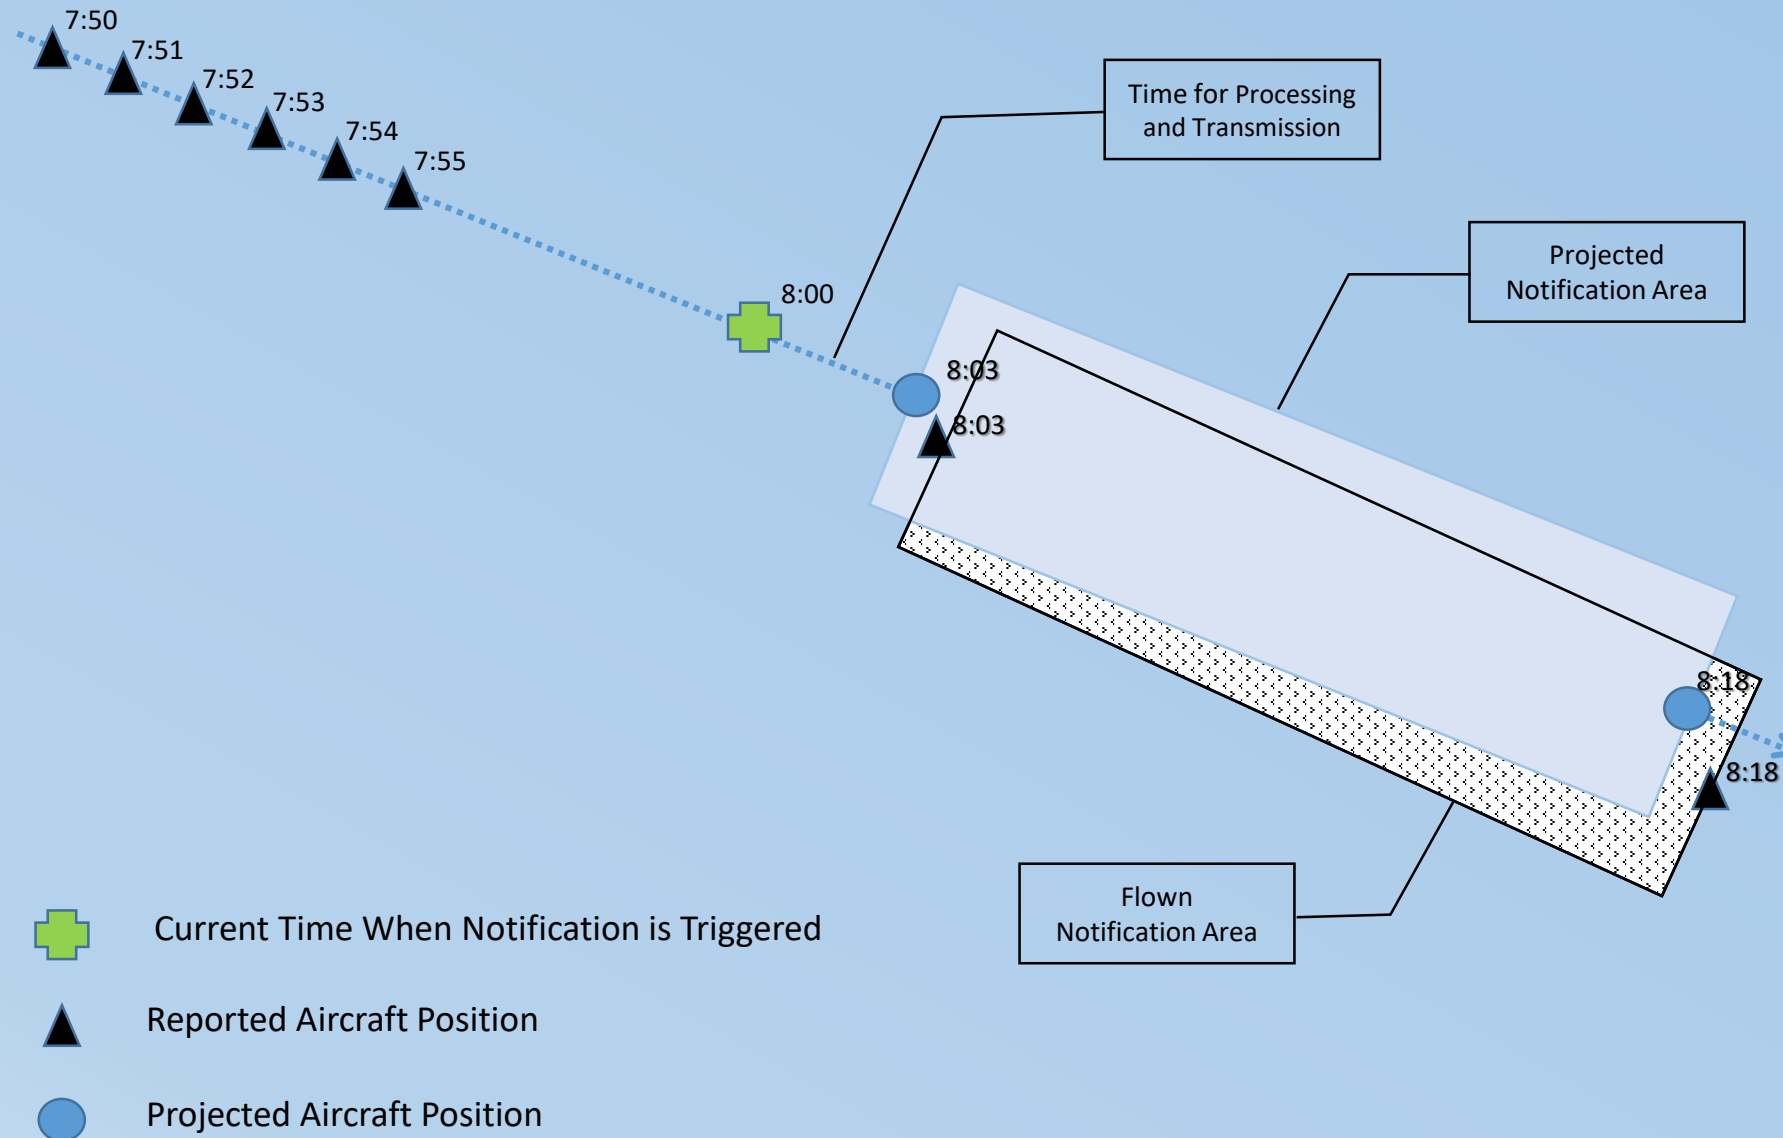 7:50
7:51
7:52
7:53
7:54
7:55
Time for Processing
and Transmission
Projected
Notification Area
8:00
8:03
8:03
8:18
8:18
Flown
Notification Area
Current Time When Notification is Triggered
Reported Aircraft Position
Projected Aircraft Position